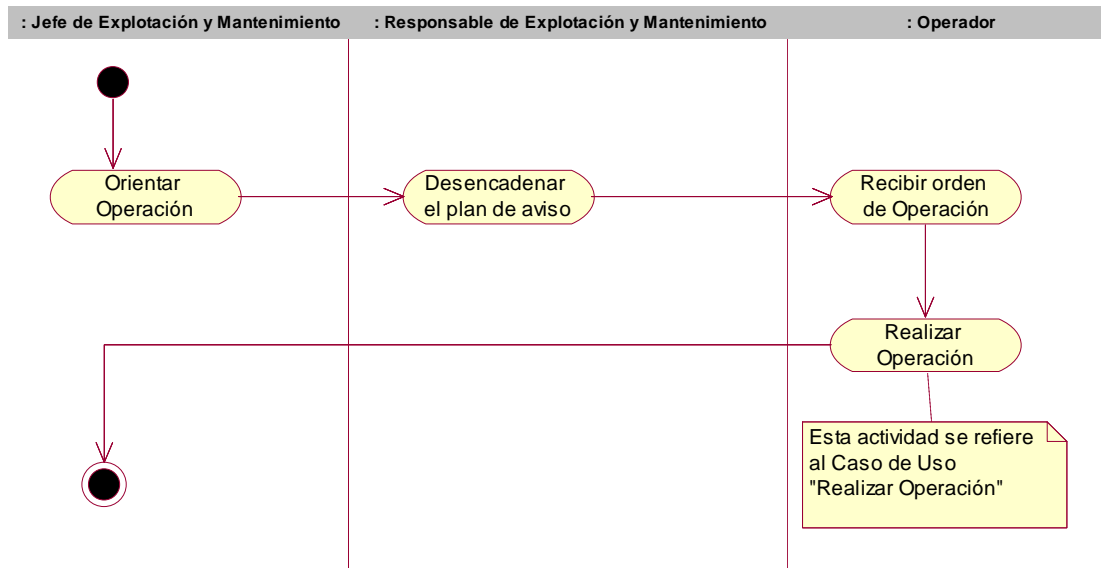 : Jefe de Explotación y Mantenimiento
: Responsable de Explotación y Mantenimiento
: Operador
Orientar
Operación
Desencadenar
el plan de aviso
Recibir orden
de Operación
Realizar
Operación
Esta actividad se refiere
al Caso de Uso
"Realizar Operación"